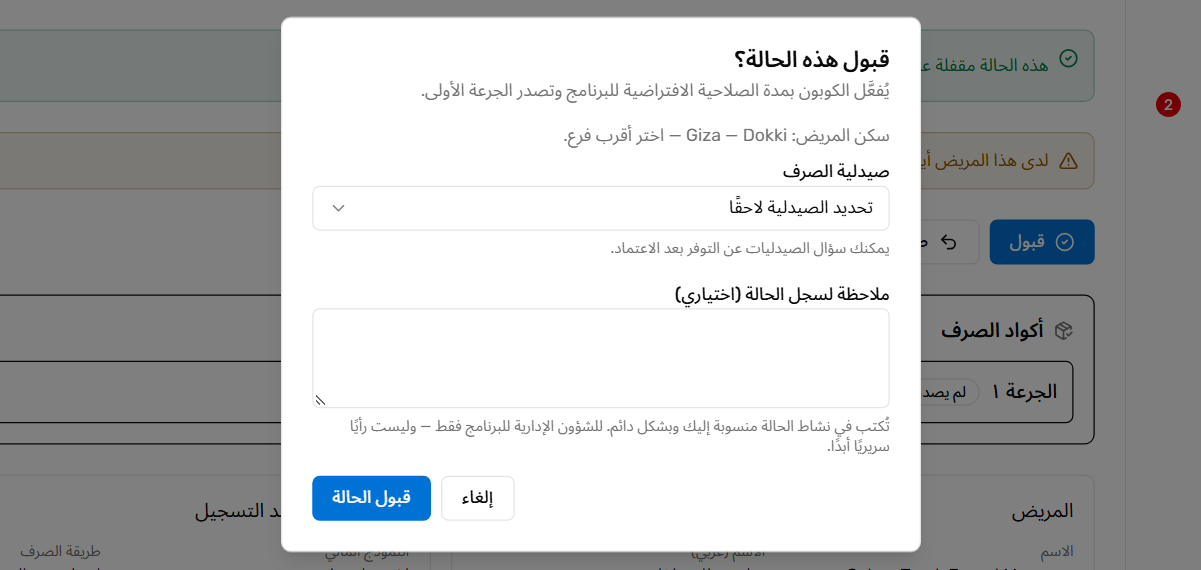 قبول هذه الحالة؟
يُفعَّل الكوبون بمدة الصلاحية الافتراضية للبرنامج وتصدر الجرعة الأولى.
سكن المريض: Giza — Dokki — اختر أقرب فرع.
صيدلية الصرف
تحديد الصيدلية لاحقًا
يمكنك سؤال الصيدليات عن التوفر بعد الاعتماد.
ملاحظة لسجل الحالة (اختياري)
تُكتب في نشاط الحالة منسوبة إليك وبشكل دائم. للشؤون الإدارية للبرنامج فقط — وليست رأيًا
سريريًا أبدًا.
إلغاء
قبول الحالة
هذه الحالة مقفلة
2
لدى هذا المريض
قبول
أكواد الصرف
الجرعة ١
لم
المريض
التسجيل
الاسم
طريقة الصرف